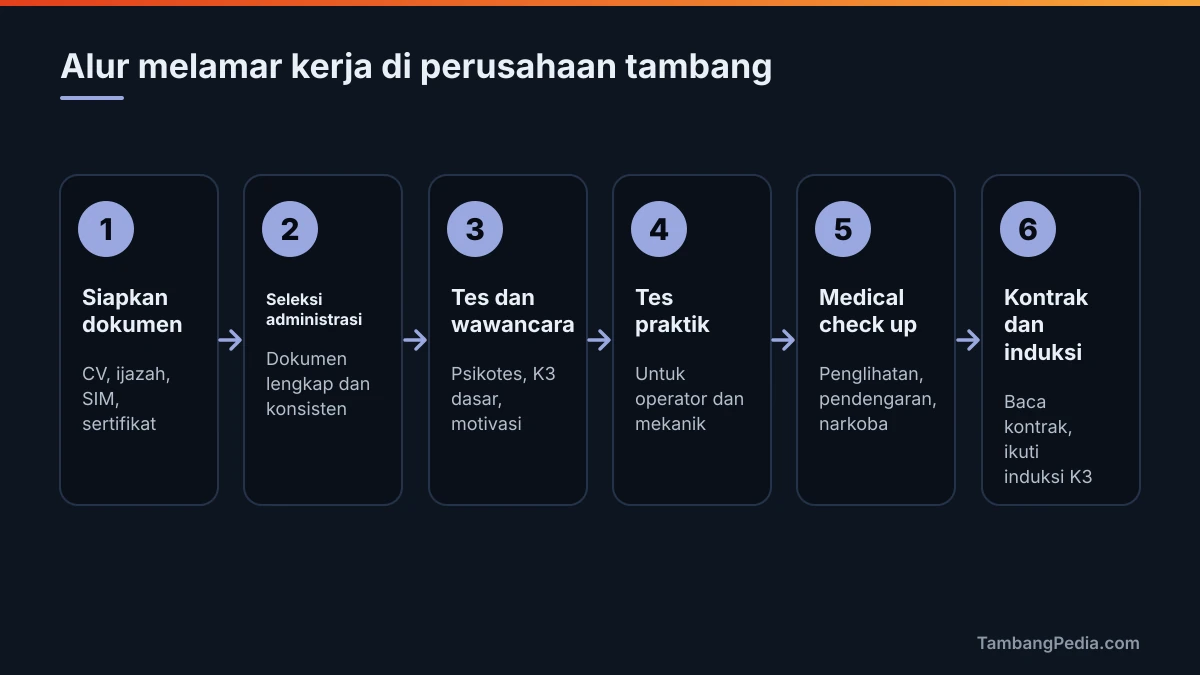 Alur melamar kerja di perusahaan tambang
1
Siapkan
dokumen
CV, ijazah,
SIM,
sertifikat
2
Seleksi
administrasi
Dokumen
lengkap dan
konsisten
3
Tes dan
wawancara
Psikotes, K3
dasar,
motivasi
4
Tes
praktik
Untuk
operator dan
mekanik
5
Medical
check up
Penglihatan,
pendengaran,
narkoba
6
Kontrak
dan
induksi
Baca
kontrak,
ikuti
induksi K3
TambangPedia.com